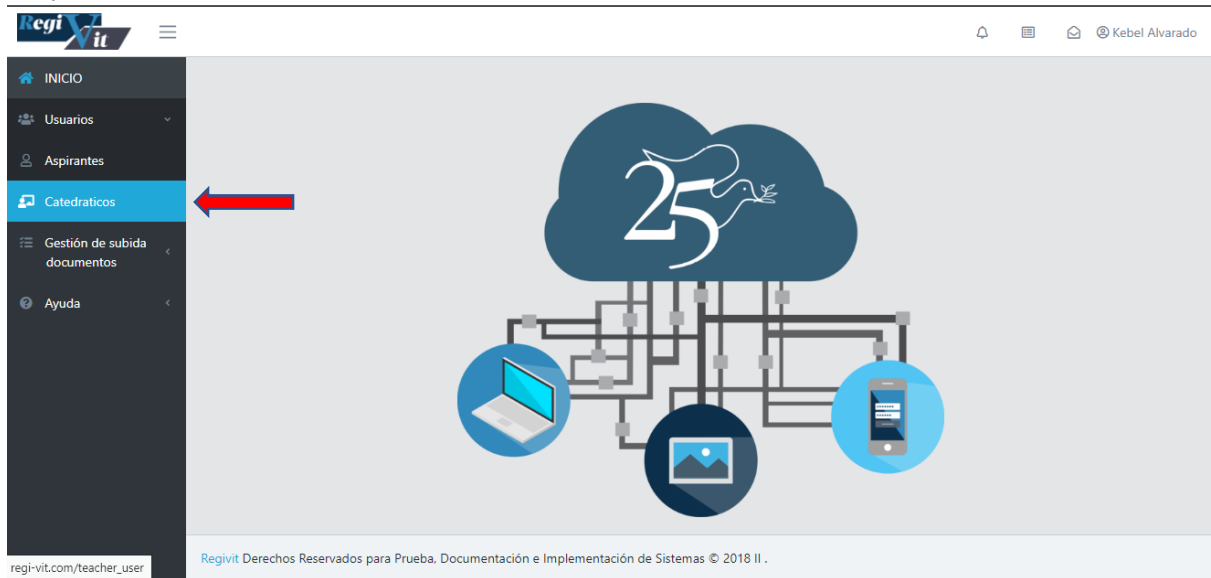 Regi Vit
Kebel Alvarado
INICIO
Usuarios
Aspirantes
Catedraticos
Gestión de subida
documentos
Ayuda
25
Regivit Derechos Reservados para Prueba, Documentación e Implementación de Sistemas © 2018 II .
regi-vit.com/teacher_user